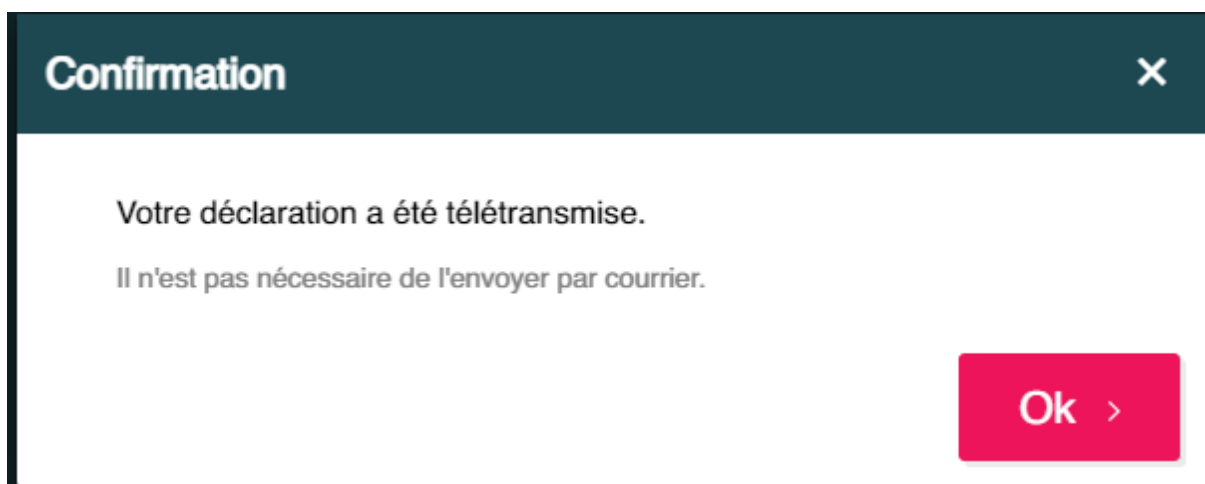 Confirmation
Votre déclaration a été télétransmise.
Il n'est pas nécessaire de l'envoyer par courrier.
Ok